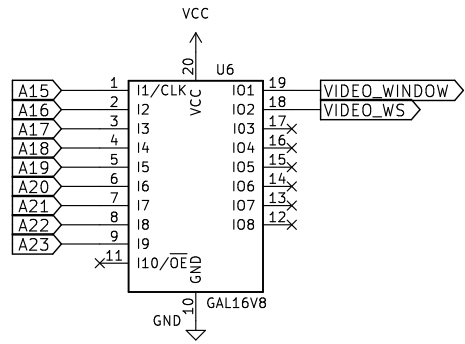 VCC
20 U6
A15 1 I1/CLK VCC IO1 19 VIDEO_WINDOW
A16 2 I2 IO2 18 VIDEO_WS
A17 3 I3 IO3 17
A18 4 I4 IO4 16
A19 5 I5 IO5 15
A20 6 I6 IO6 14
A21 7 I7 IO7 13
A22 8 I8 IO8 12
A23 9 I9
11 I10/OE GND
10 GAL16V8
GND